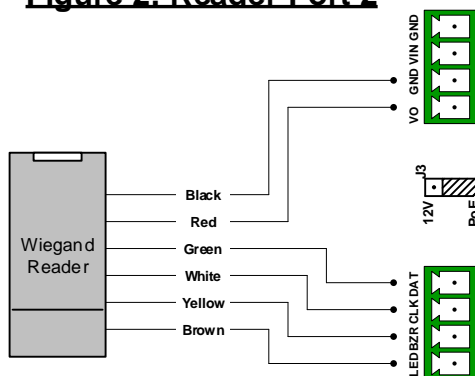 Figure 2: Reader Port 2
GND VIN GND VO
J3
12V PoE
Wiegand
Reader
Black
Red
Green
White
Yellow
Brown
LED BZR CLK DAT